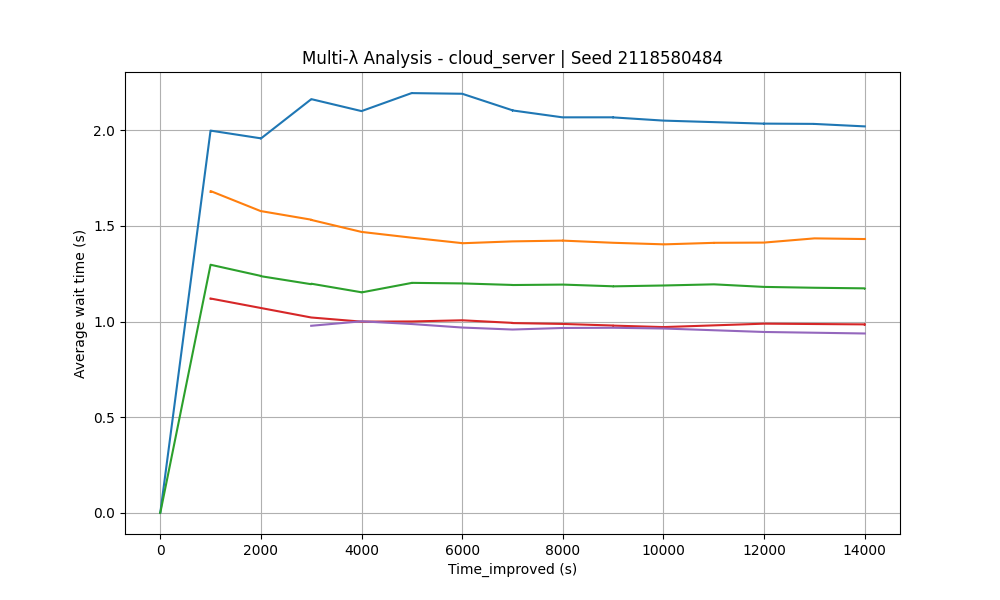 Multi-λ Analysis - cloud_server | Seed 2118580484
Average wait time (s)
2.0
1.5
1.0
0.5
0.0
0 2000 4000 6000 8000 10000 12000 14000
Time_improved (s)